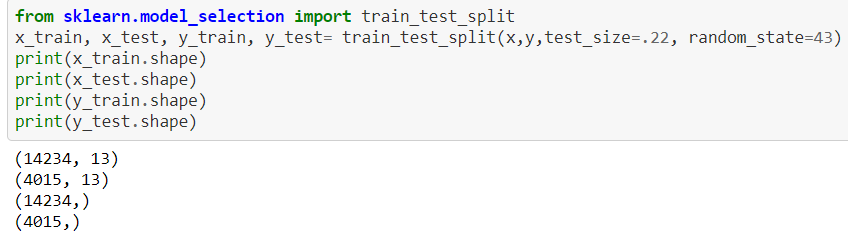 from sklearn.model_selection import train_test_split
x_train, x_test, y_train, y_test= train_test_split(x,y,test_size=.22, random_state=43)
print(x_train.shape)
print(x_test.shape)
print(y_train.shape)
print(y_test.shape)
(14234, 13)
(4015, 13)
(14234,)
(4015,)